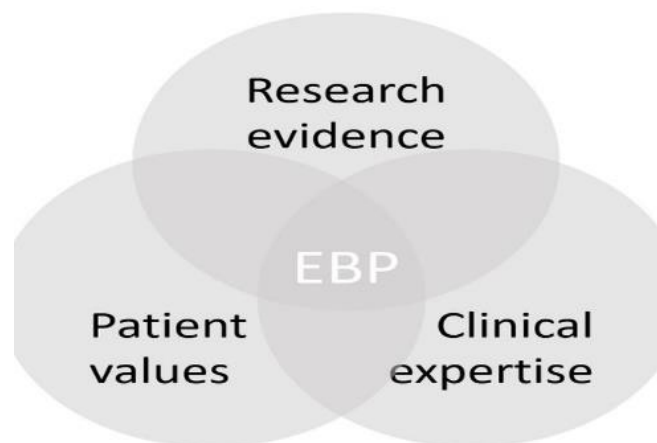 Research
evidence
EBP
Patient
values
Clinical
expertise